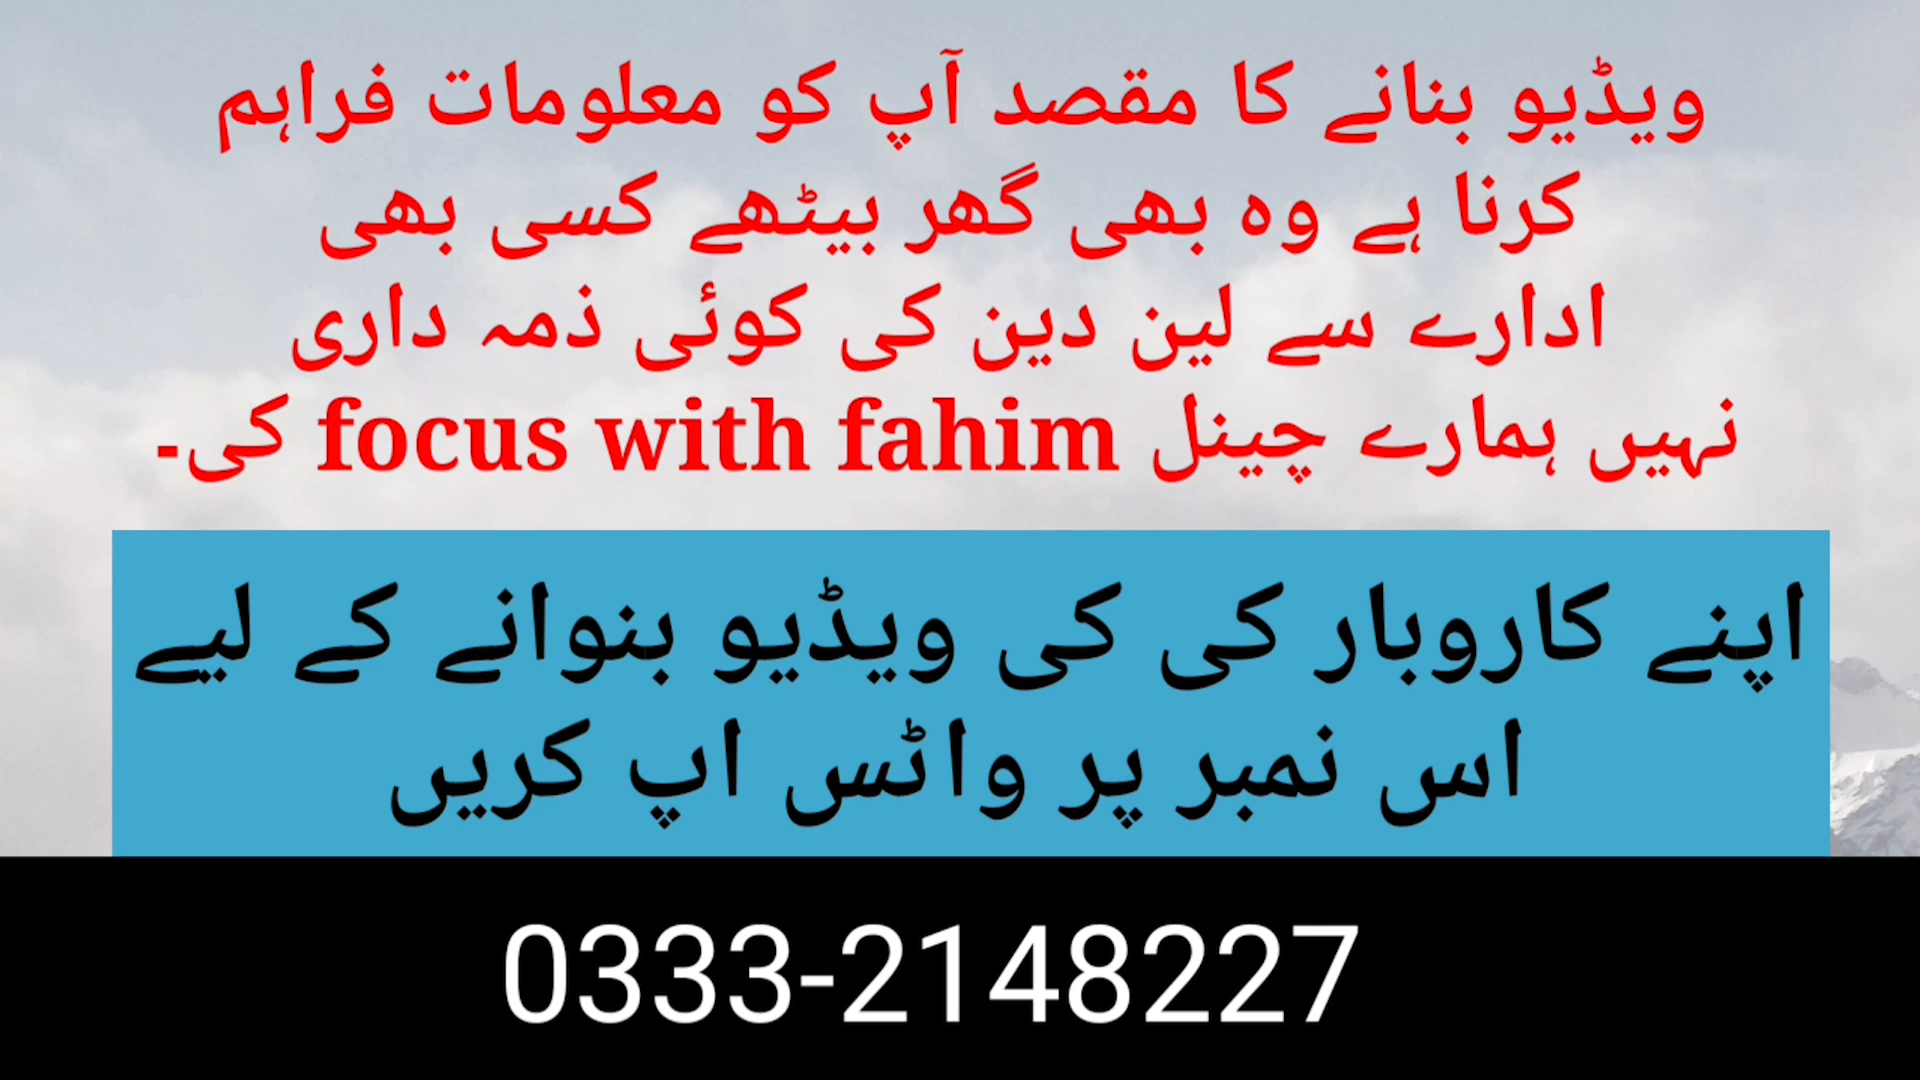 ویڈیو بنانے کا مقصد آپ کو معلومات فراہم
کرنا ہے وہ بھی گھر بیٹھے کسی بھی
ادارے سے لین دین کی کوئی ذمہ داری
نہیں ہمارے چینل focus with fahim کی۔
اپنے کاروبار کی کی ویڈیو بنوانے کے لیے
اس نمبر پر واٹس اپ کریں
0333-2148227